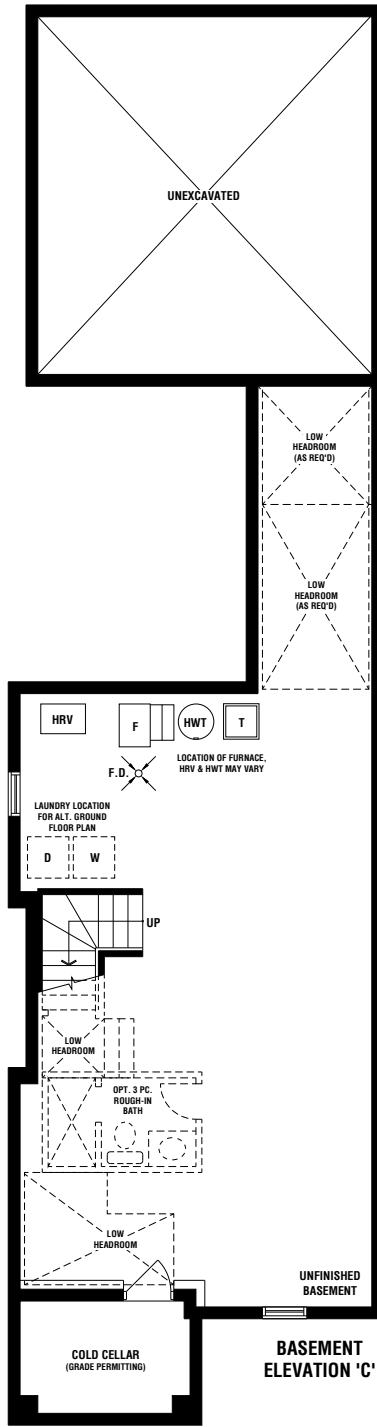 UNEXCAVATED
LOW
HEADROOM
(AS REQ'D)
LOW
HEADROOM
(AS REQ'D)
HRV
F
HWT
T
F.D.
LOCATION OF FURNACE,
HRV & HWT MAY VARY
LAUNDRY LOCATION
FOR ALT. GROUND
FLOOR PLAN
D
W
UP
LOW
HEADROOM
OPT. 3 PC.
ROUGH-IN
BATH
LOW
HEADROOM
UNFINISHED
BASEMENT
COLD CELLAR
(GRADE PERMITTING)
BASEMENT
ELEVATION 'C'